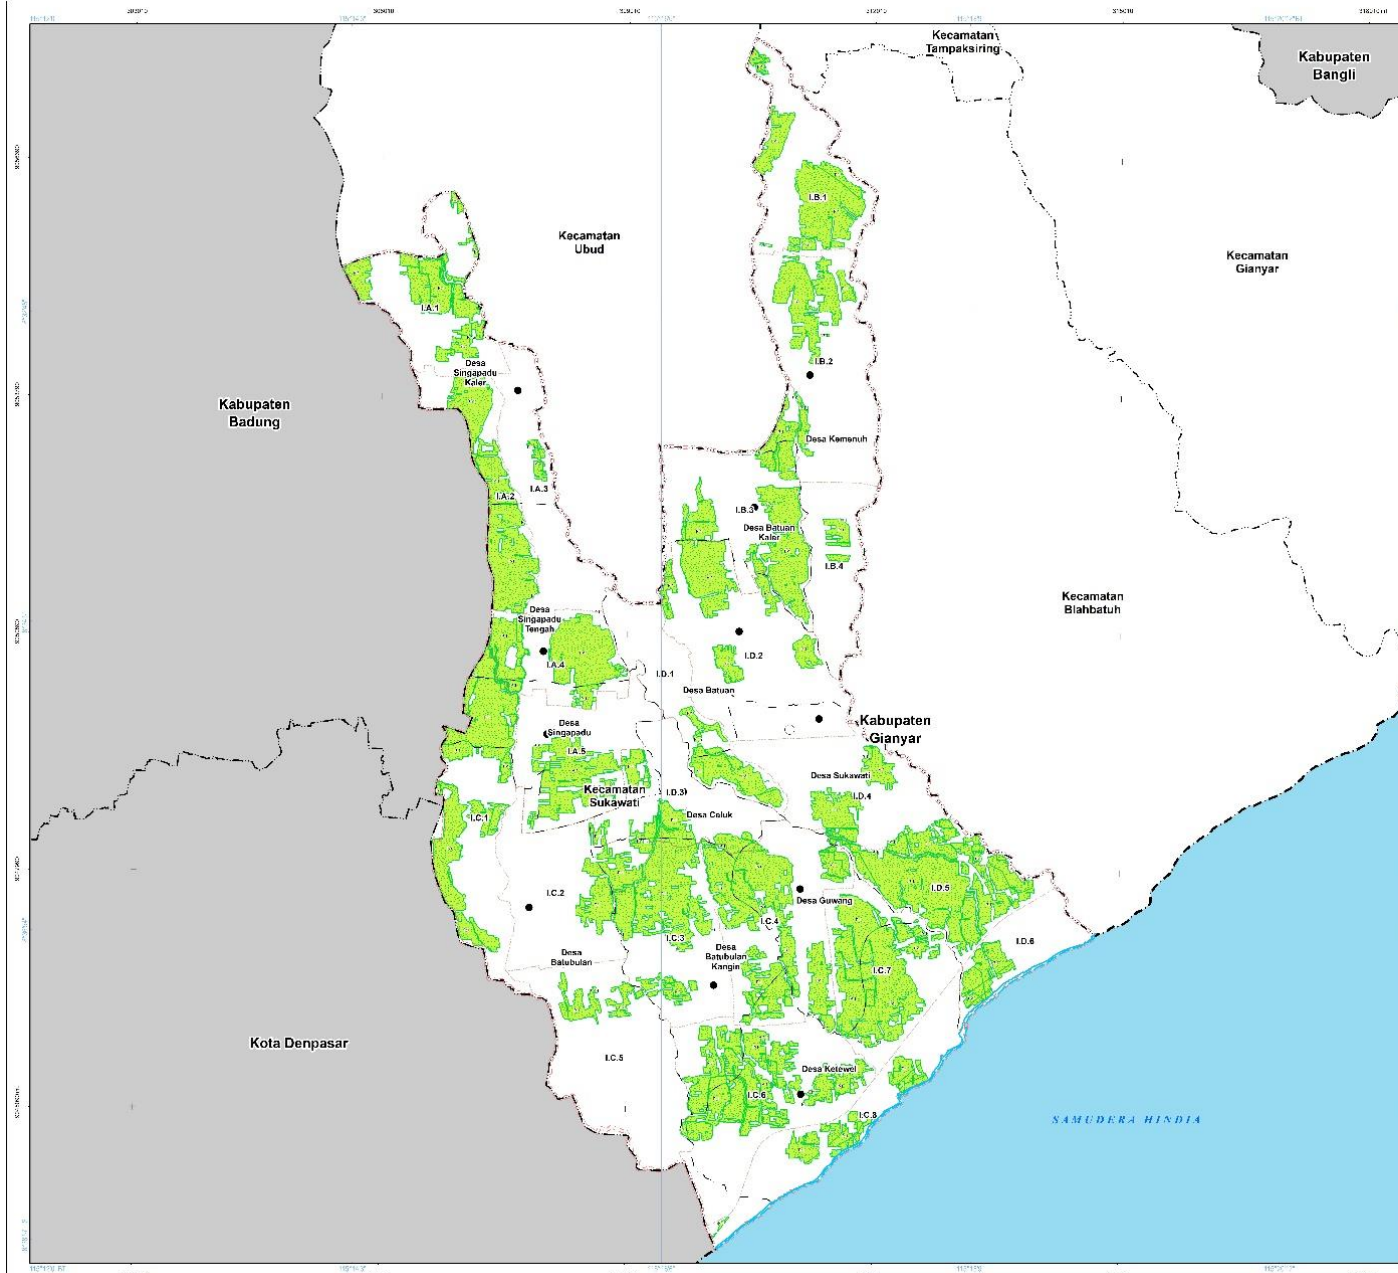 Kecamatan
Tampaksiring
Kabupaten
Bangli
I.B.1
Kecamatan
Ubud
Kecamatan
Gianyar
I.A.1
Desa
Singapadu
Kaler
I.B.2
Kabupaten
Badung
Desa Kemenuh
I.A.3
I.A.2
I.B.3
Desa Batuan
Kaler
I.B.4
Kecamatan
Blahbatuh
Desa
Singapadu
Tengah
I.A.4
I.D.2
I.D.1
Desa Batuan
Kabupaten
Gianyar
Desa
Singapadu
I.A.5
Desa Sukawati
I.D.4
Kecamatan
Sukawati
I.D.3
I.C.1
Desa Celuk
I.C.2
I.D.5
Desa Guwang
I.C.4
I.C.3
I.D.6
Desa
Batubulan
Desa
Batubulan
Kangin
I.C.7
Kota Denpasar
I.C.5
Desa Ketewel
I.C.6
I.C.8
SAMUDERA HINDIA